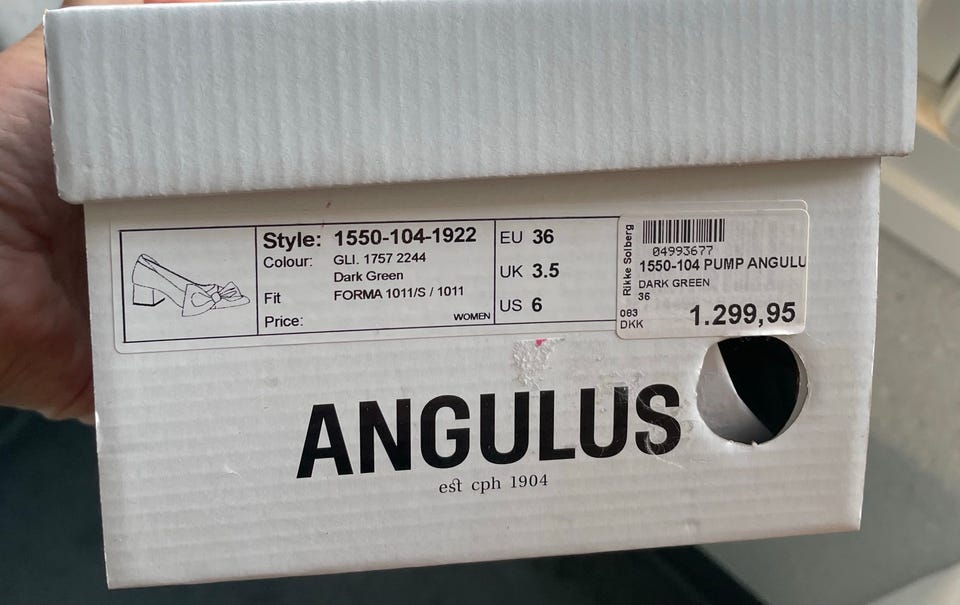 Style: 1550-104-1922
Colour: GLI. 1757 2244
Dark Green
Fit FORMA 1011/S / 1011
Price: WOMEN
EU 36
UK 3.5
US 6
Rikke Solberg
04993677
1550-104 PUMP ANGULU
DARK GREEN
36
083
DKK 1.299,95
ANGULUS
est cph 1904